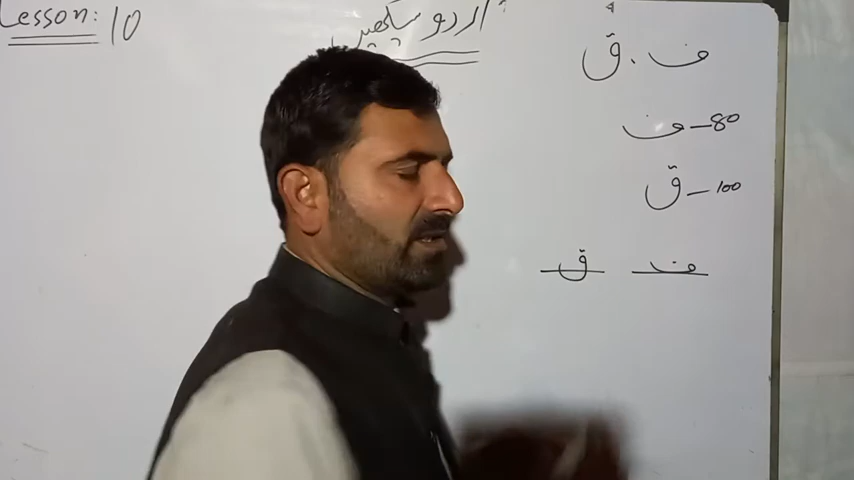 Lesson: 10
اردو سیکھیں
ف . ق
ف – 80
ق – 100
ف ق